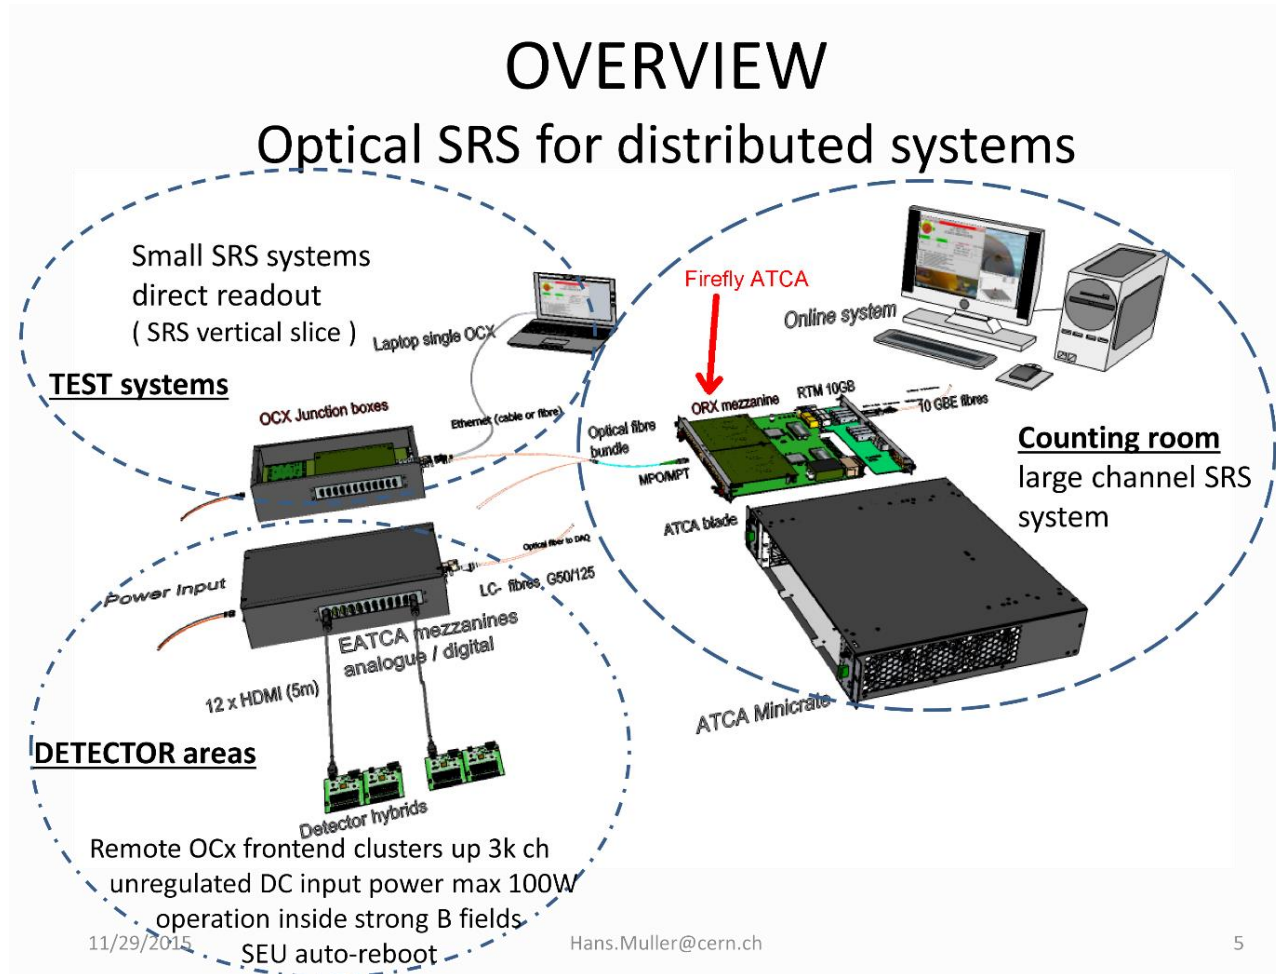 OVERVIEW
Optical SRS for distributed systems
Small SRS systems
direct readout
( SRS vertical slice )
TEST systems
Laptop single OCX
Firefly ATCA
Online system
OCX Junction boxes
Ethernet (cable or fibre)
Optical fibre
bundle
MPO/MPT
ORX mezzanine
RTM 10GB
10 GBE fibres
Counting room
large channel SRS
system
ATCA blade
Power Input
Optical fiber to DAQ
LC- fibres G50/125
EATCA mezzanines
analogue / digital
12 x HDMI (5m)
ATCA Minicrate
DETECTOR areas
Detector hybrids
Remote OCx frontend clusters up 3k ch
unregulated DC input power max 100W
operation inside strong B fields
SEU auto-reboot
11/29/2015
Hans.Muller@cern.ch
5